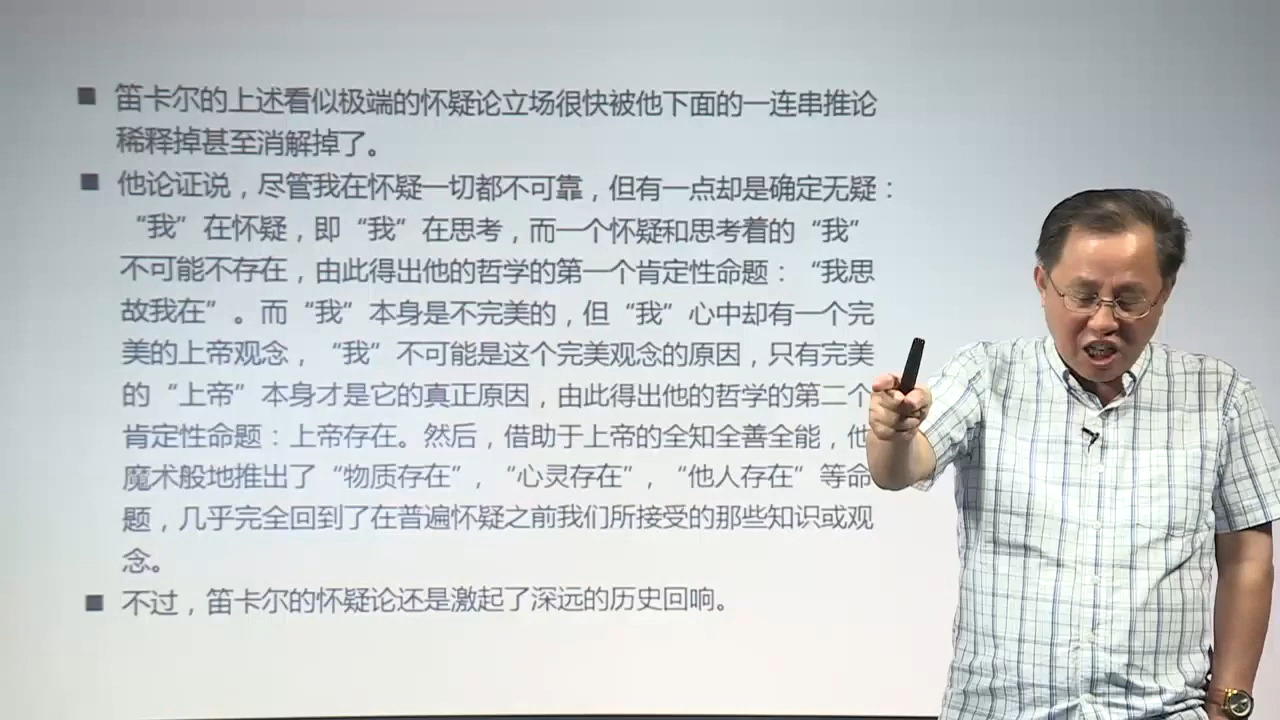 ■ 笛卡尔的上述看似极端的怀疑论立场很快被他下面的一连串推论
稀释掉甚至消解掉了。
■ 他论证说，尽管我在怀疑一切都不可靠，但有一点却是确定无疑：
“我”在怀疑，即“我”在思考，而一个怀疑和思考着的“我”
不可能不存在，由此得出他的哲学的第一个肯定性命题：“我思
故我在”。而“我”本身是不完美的，但“我”心中却有一个完
美的上帝观念，“我”不可能是这个完美观念的原因，只有完美
的“上帝”本身才是它的真正原因，由此得出他的哲学的第二个
肯定性命题：上帝存在。然后，借助于上帝的全知全善全能，他
魔术般地推出了“物质存在”，“心灵存在”，“他人存在”等命
题，几乎完全回到了在普遍怀疑之前我们所接受的那些知识或观
念。
■ 不过，笛卡尔的怀疑论还是激起了深远的历史回响。